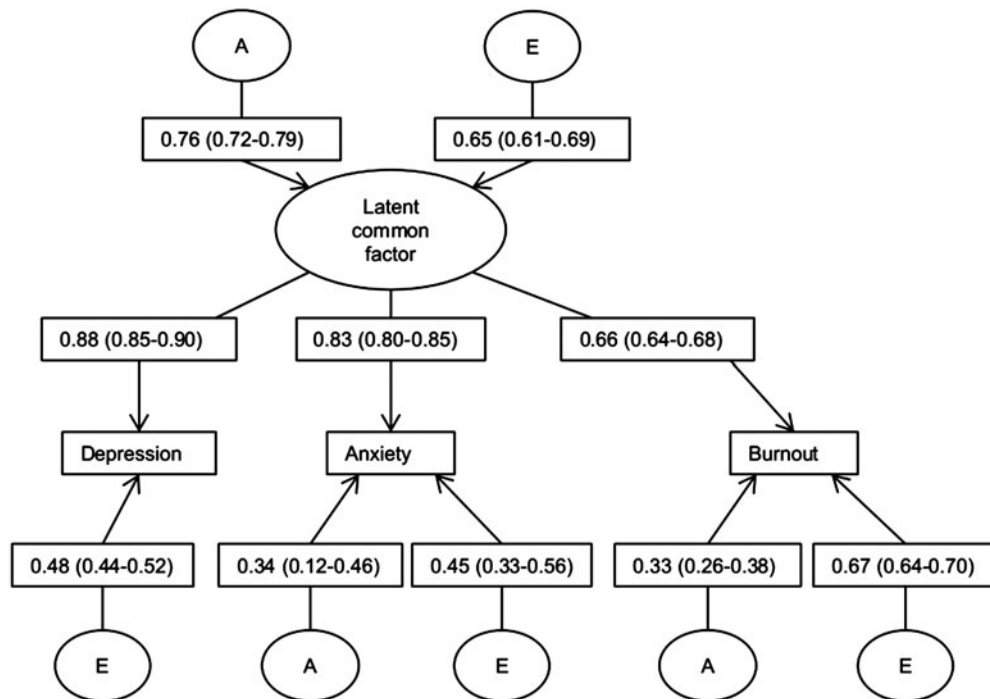 A
E
0.76 (0.72-0.79)
0.65 (0.61-0.69)
Latent
common
factor
0.88 (0.85-0.90)
0.83 (0.80-0.85)
0.66 (0.64-0.68)
Depression
Anxiety
Burnout
0.48 (0.44-0.52)
0.34 (0.12-0.46)
0.45 (0.33-0.56)
0.33 (0.26-0.38)
0.67 (0.64-0.70)
E
A
E
A
E